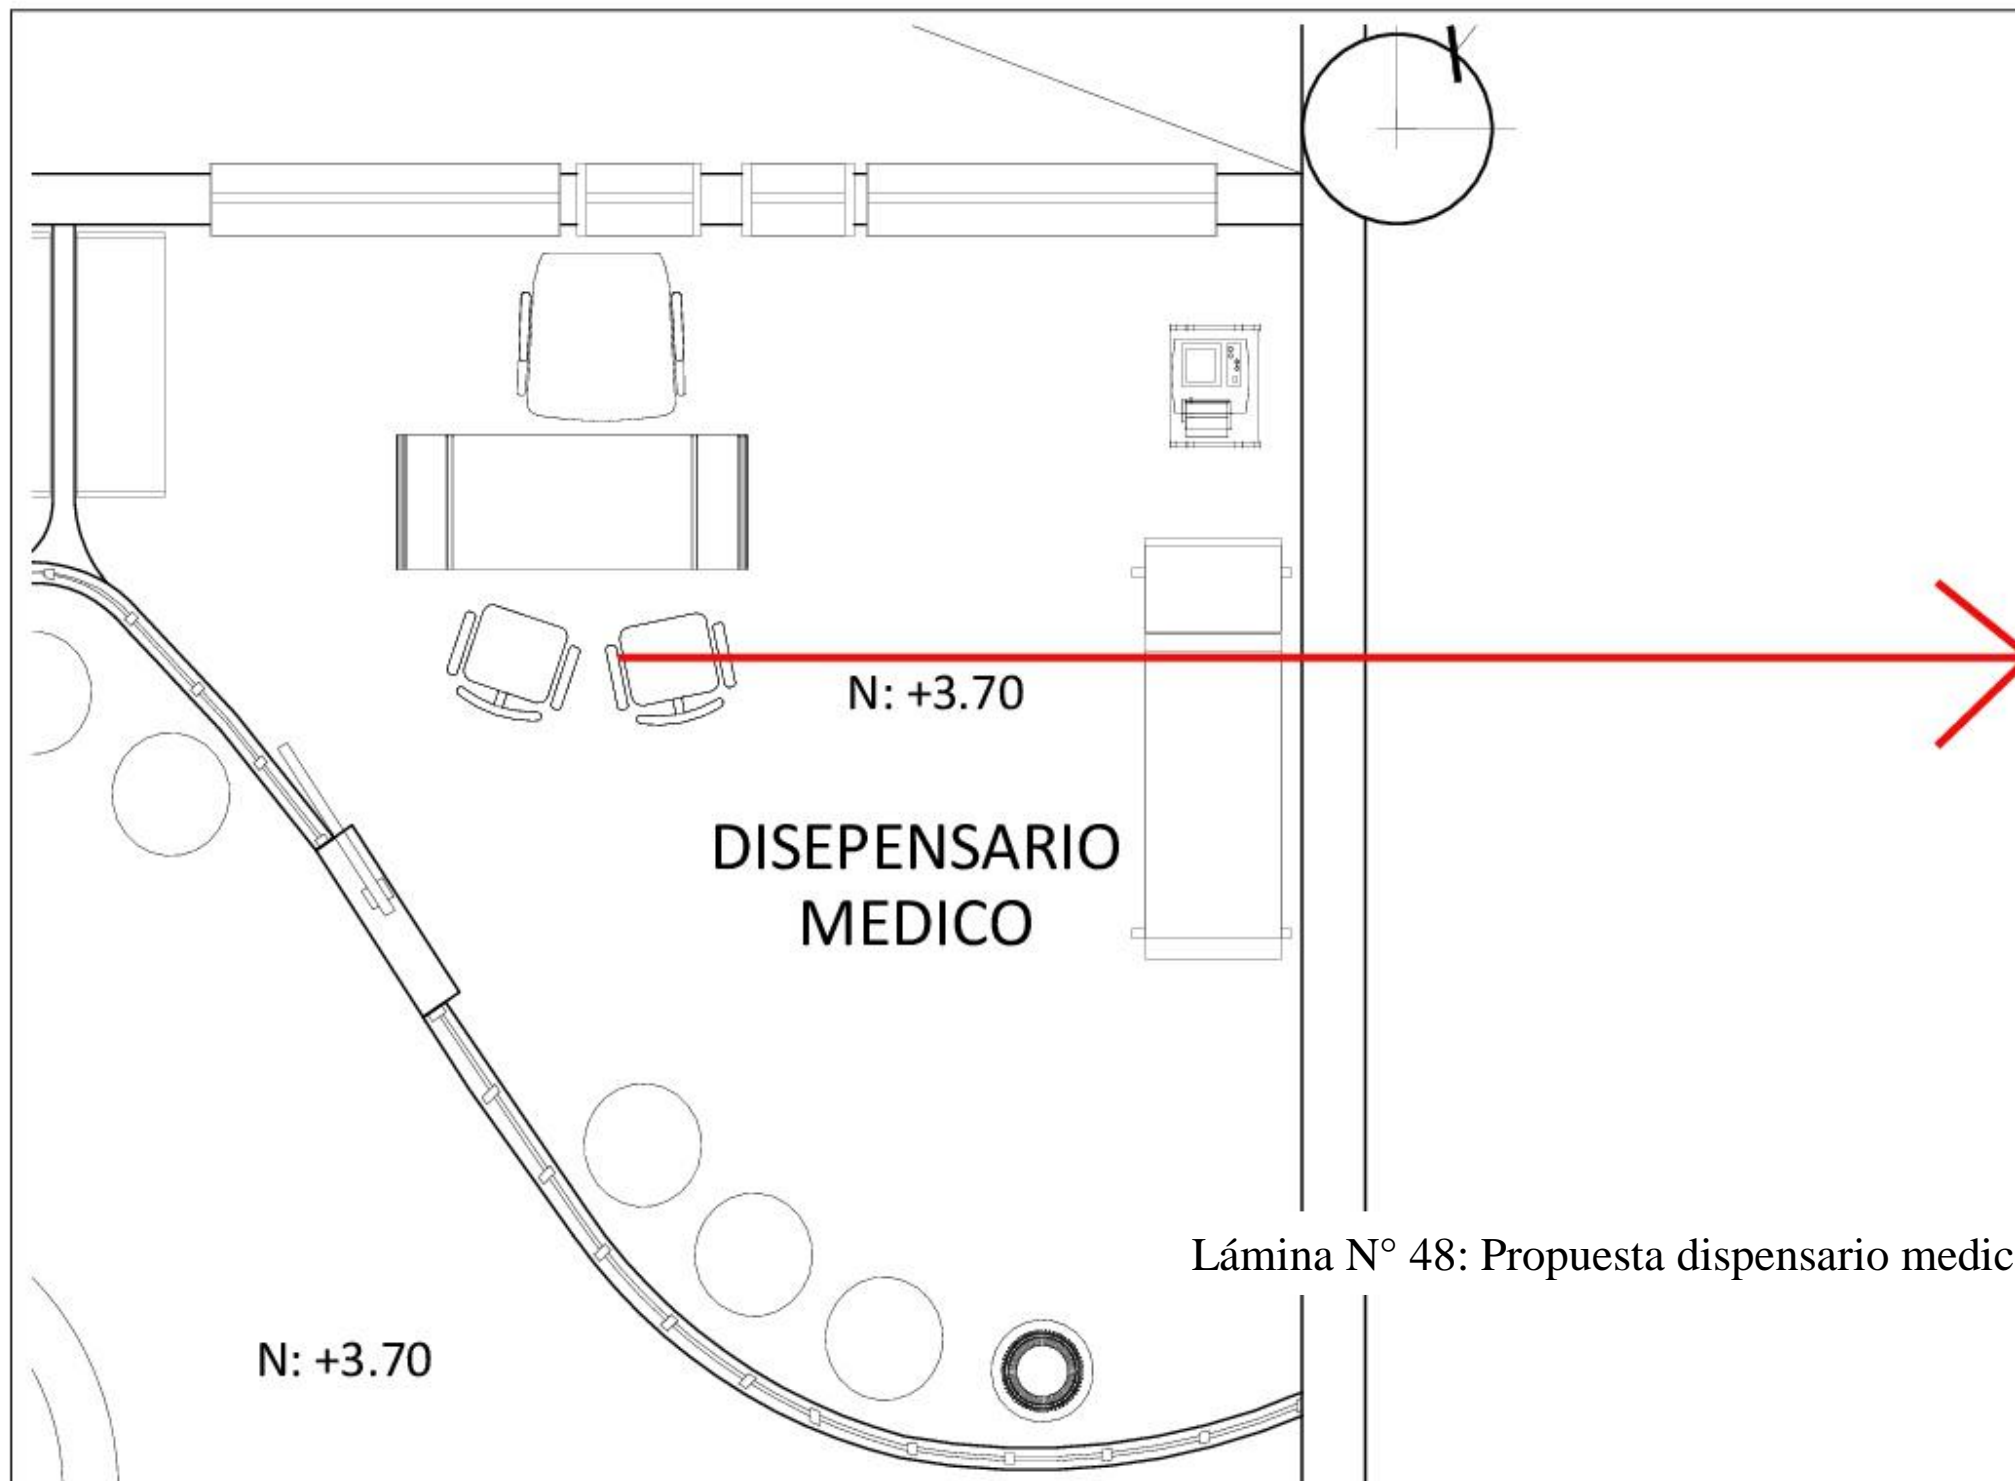 N: +3.70
DISEPENSARIO
MEDICO
Lámina N° 48: Propuesta dispensario medic
N: +3.70